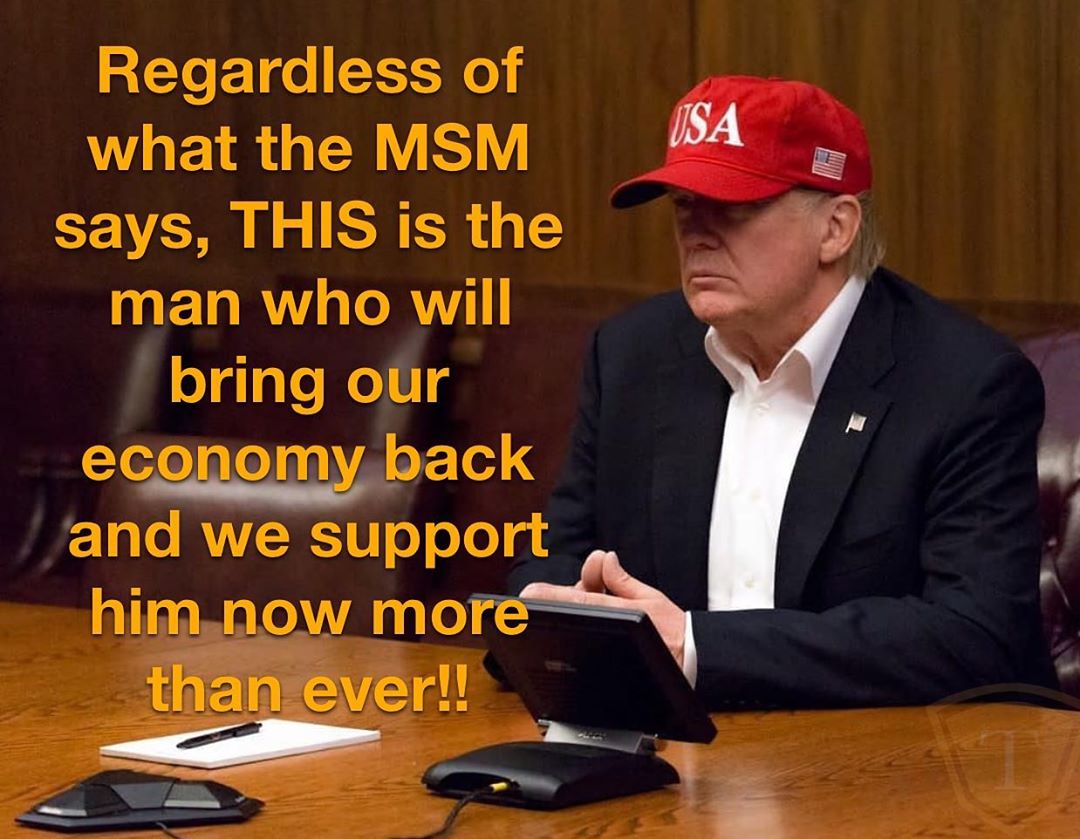 Regardless of
what the MSM
says, THIS is the
man who will
bring our
economy back
and we support
him now more
than ever!!
USA
T